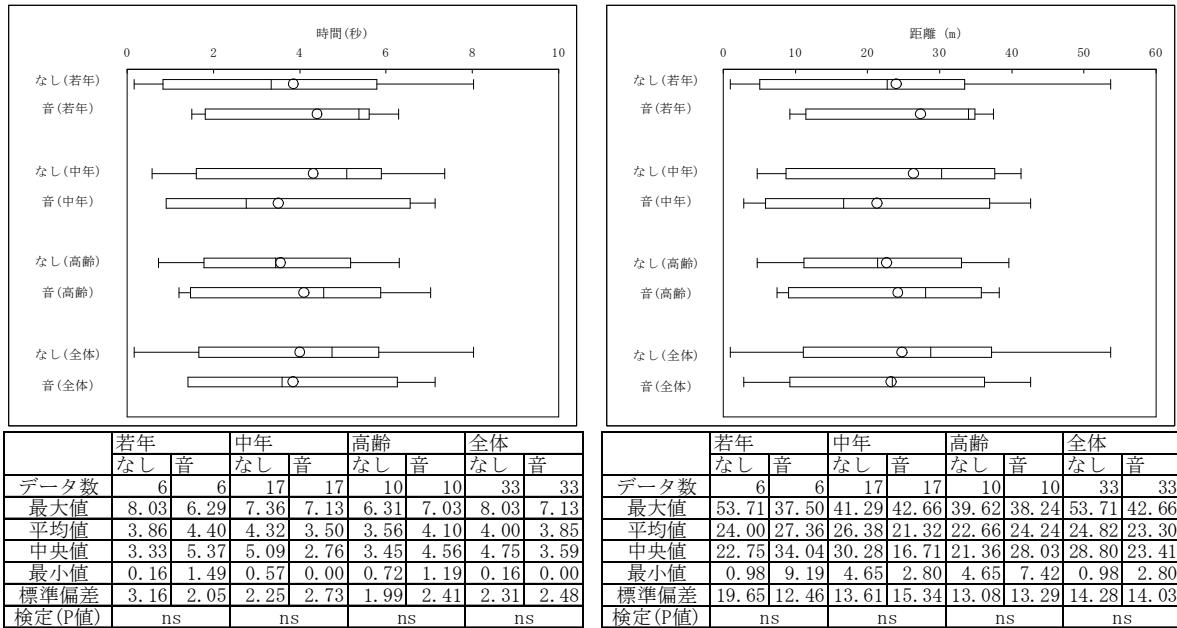 時間(秒)
0 2 4 6 8 10
なし(若年)
音(若年)
なし(中年)
音(中年)
なし(高齢)
音(高齢)
なし(全体)
音(全体)
若年 中年 高齢 全体
なし 音 なし 音 なし 音 なし 音
データ数 6 6 17 17 10 10 33 33
最大値 8.03 6.29 7.36 7.13 6.31 7.03 8.03 7.13
平均値 3.86 4.40 4.32 3.50 3.56 4.10 4.00 3.85
中央値 3.33 5.37 5.09 2.76 3.45 4.56 4.75 3.59
最小値 0.16 1.49 0.57 0.00 0.72 1.19 0.16 0.00
標準偏差 3.16 2.05 2.25 2.73 1.99 2.41 2.31 2.48
検定(P値) ns ns ns ns
距離 (m)
0 10 20 30 40 50 60
なし(若年)
音(若年)
なし(中年)
音(中年)
なし(高齢)
音(高齢)
なし(全体)
音(全体)
若年 中年 高齢 全体
なし 音 なし 音 なし 音 なし 音
データ数 6 6 17 17 10 10 33 33
最大値 53.71 37.50 41.29 42.66 39.62 38.24 53.71 42.66
平均値 24.00 27.36 26.38 21.32 22.66 24.24 24.82 23.30
中央値 22.75 34.04 30.28 16.71 21.36 28.03 28.80 23.41
最小値 0.98 9.19 4.65 2.80 4.65 7.42 0.98 2.80
標準偏差 19.65 12.46 13.61 15.34 13.08 13.29 14.28 14.03
検定(P値) ns ns ns ns